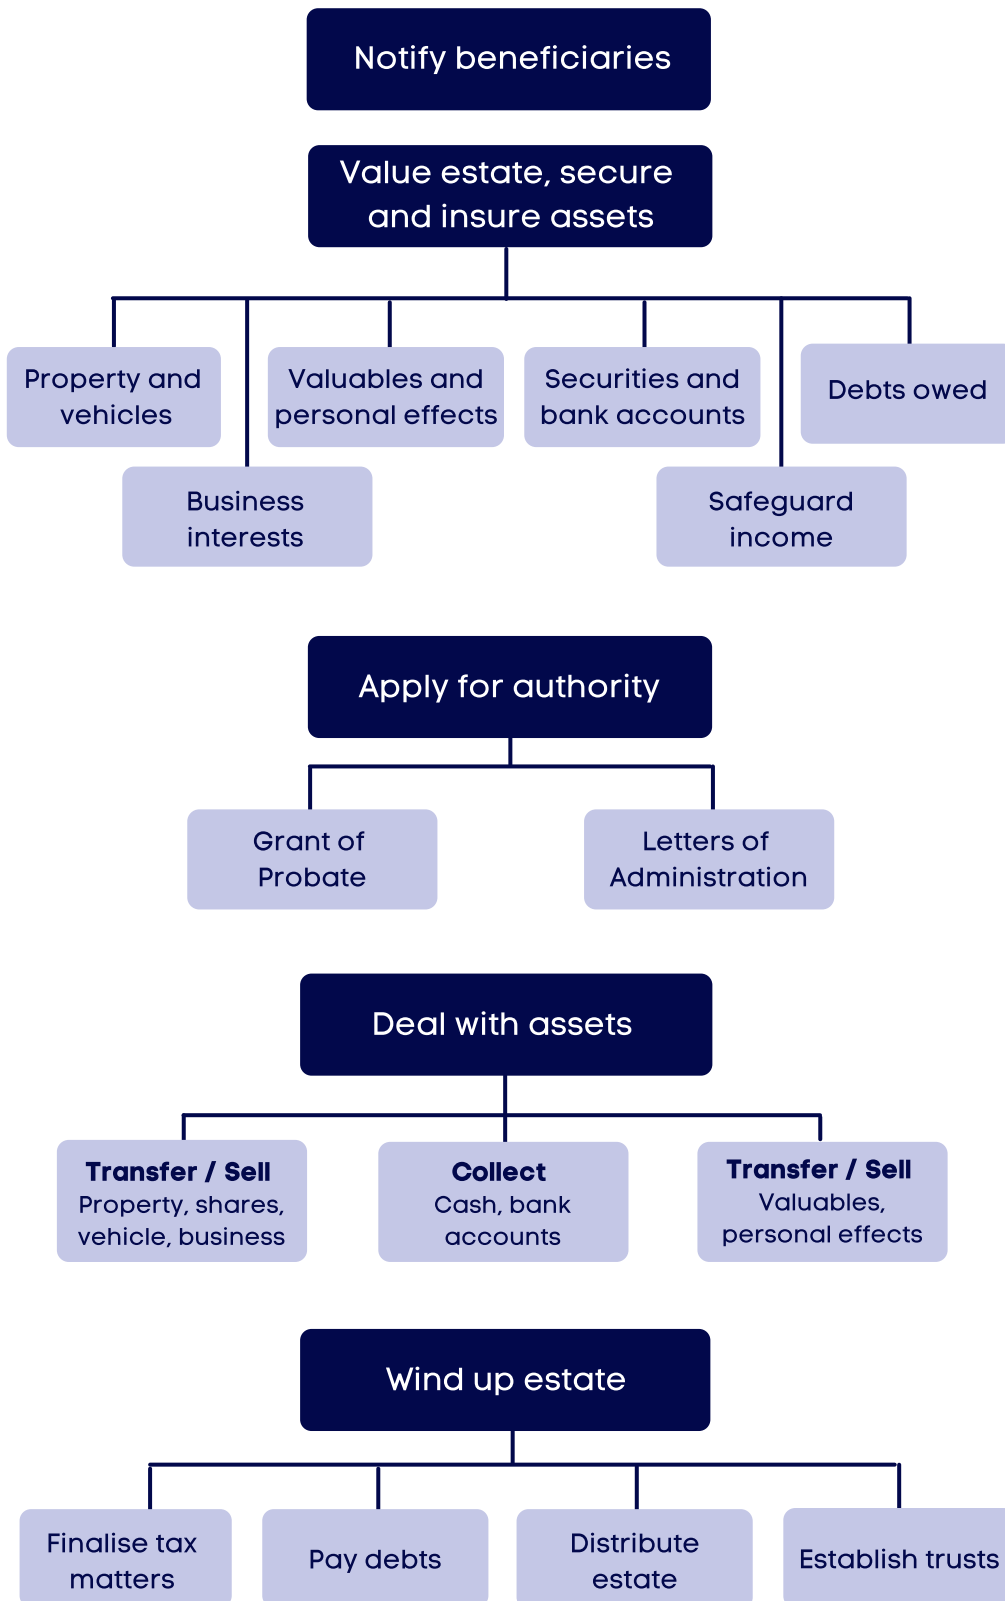 Notify beneficiaries
Value estate, secure
and insure assets
Property and
vehicles
Valuables and
personal effects
Securities and
bank accounts
Debts owed
Business
interests
Safeguard
income
Apply for authority
Grant of
Probate
Letters of
Administration
Deal with assets
Transfer / Sell
Property, shares,
vehicle, business
Collect
Cash, bank
accounts
Transfer / Sell
Valuables,
personal effects
Wind up estate
Finalise tax
matters
Pay debts
Distribute
estate
Establish trusts